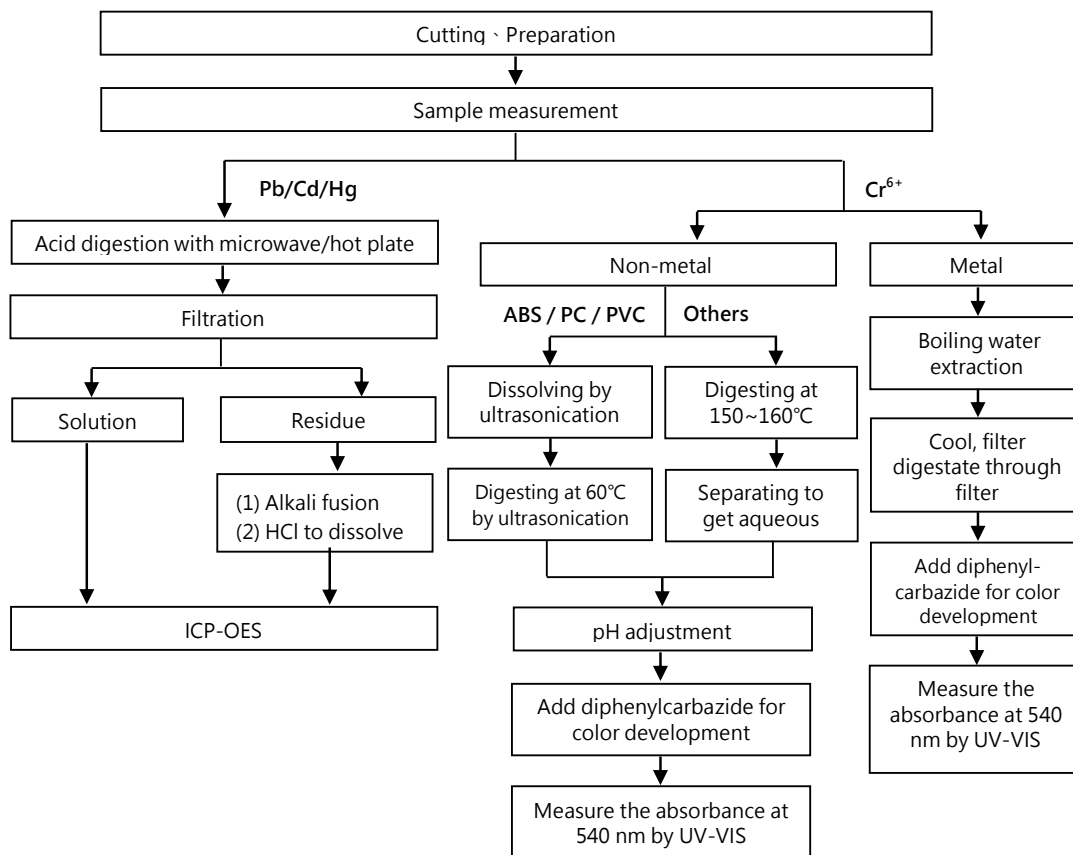 Cutting、Preparation
Sample measurement
Pb/Cd/Hg
Cr⁶⁺
Acid digestion with microwave/hot plate
Non-metal
Metal
Filtration
ABS / PC / PVC
Others
Boiling water
extraction
Solution
Residue
Dissolving by
ultrasonication
Digesting at
150~160℃
Cool, filter
digestate through
filter
(1) Alkali fusion
(2) HCl to dissolve
Digesting at 60℃
by ultrasonication
Separating to
get aqueous
Add diphenyl-
carbazide for color
development
ICP-OES
pH adjustment
Measure the
absorbance at 540
nm by UV-VIS
Add diphenylcarbazide for
color development
Measure the absorbance at
540 nm by UV-VIS